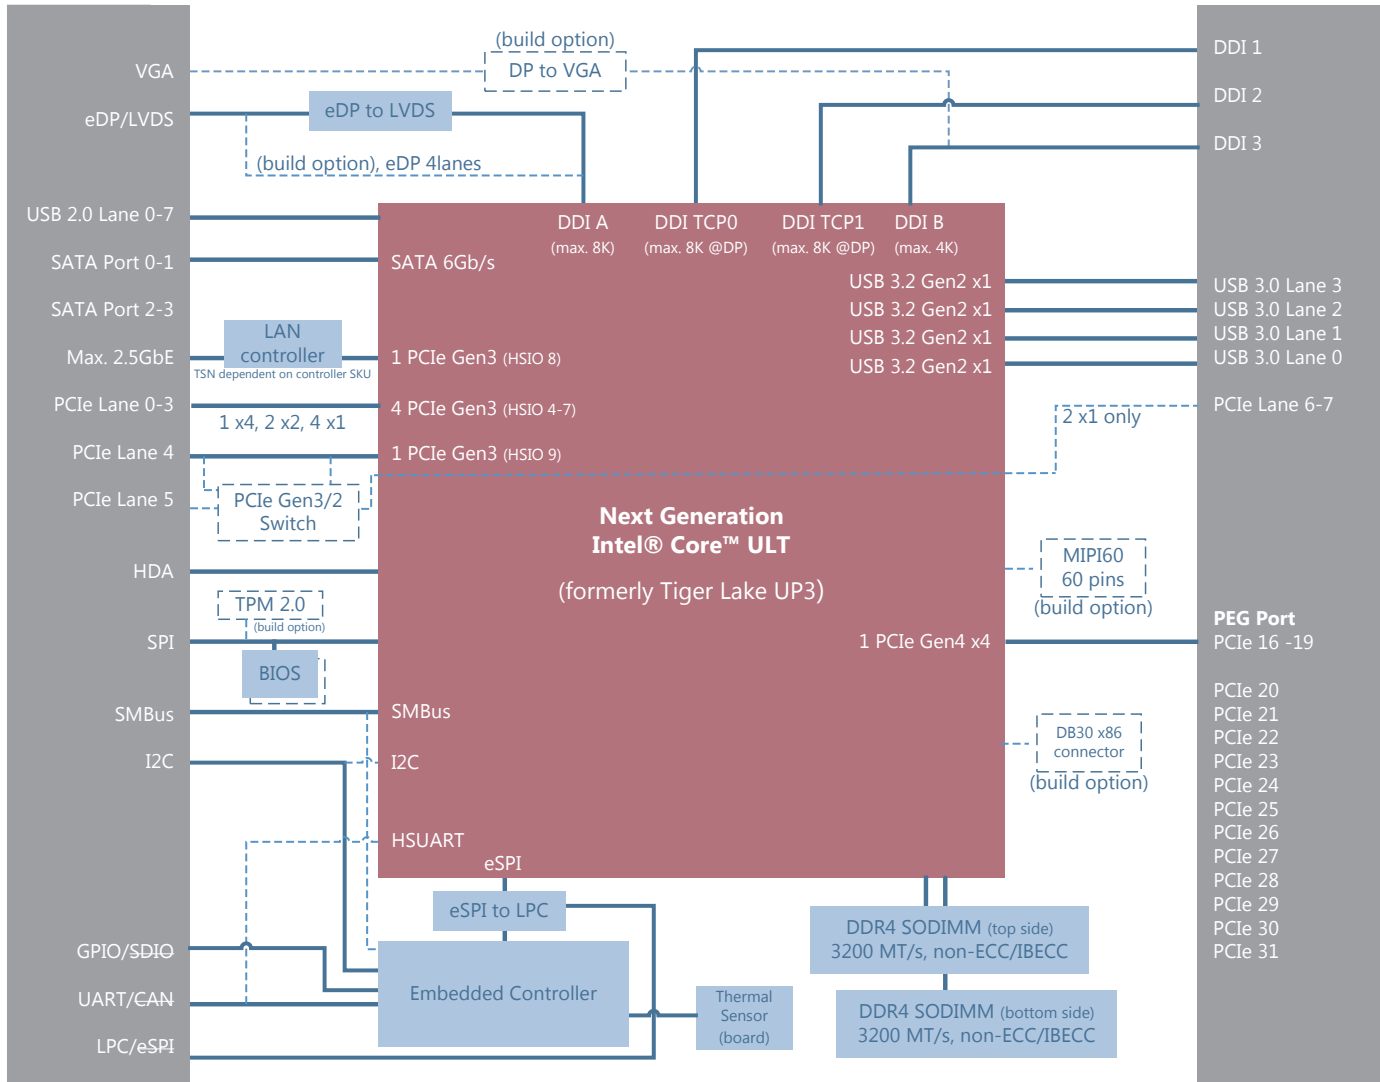 VGA
eDP/LVDS
USB 2.0 Lane 0-7
SATA Port 0-1
SATA Port 2-3
Max. 2.5GbE
PCIe Lane 0-3
PCIe Lane 4
PCIe Lane 5
HDA
SPI
SMBus
I2C
GPIO/SDIO
UART/CAN
LPC/eSPI
(build option)
DP to VGA
eDP to LVDS
(build option), eDP 4lanes
LAN
controller
TSN dependent on controller SKU
1 x4, 2 x2, 4 x1
PCIe Gen3/2
Switch
TPM 2.0
(build option)
BIOS
DDI A
(max. 8K)
DDI TCP0
(max. 8K @DP)
DDI TCP1
(max. 8K @DP)
DDI B
(max. 4K)
SATA 6Gb/s
1 PCIe Gen3 (HSIO 8)
4 PCIe Gen3 (HSIO 4-7)
1 PCIe Gen3 (HSIO 9)
USB 3.2 Gen2 x1
USB 3.2 Gen2 x1
USB 3.2 Gen2 x1
USB 3.2 Gen2 x1
Next Generation
Intel® Core™ ULT
(formerly Tiger Lake UP3)
1 PCIe Gen4 x4
SMBus
I2C
HSUART
eSPI
eSPI to LPC
Embedded Controller
Thermal
Sensor
(board)
DDR4 SODIMM (top side)
3200 MT/s, non-ECC/IBECC
DDR4 SODIMM (bottom side)
3200 MT/s, non-ECC/IBECC
2 x1 only
MIPI60
60 pins
(build option)
DB30 x86
connector
(build option)
DDI 1
DDI 2
DDI 3
USB 3.0 Lane 3
USB 3.0 Lane 2
USB 3.0 Lane 1
USB 3.0 Lane 0
PCIe Lane 6-7
PEG Port
PCIe 16 -19
PCIe 20
PCIe 21
PCIe 22
PCIe 23
PCIe 24
PCIe 25
PCIe 26
PCIe 27
PCIe 28
PCIe 29
PCIe 30
PCIe 31